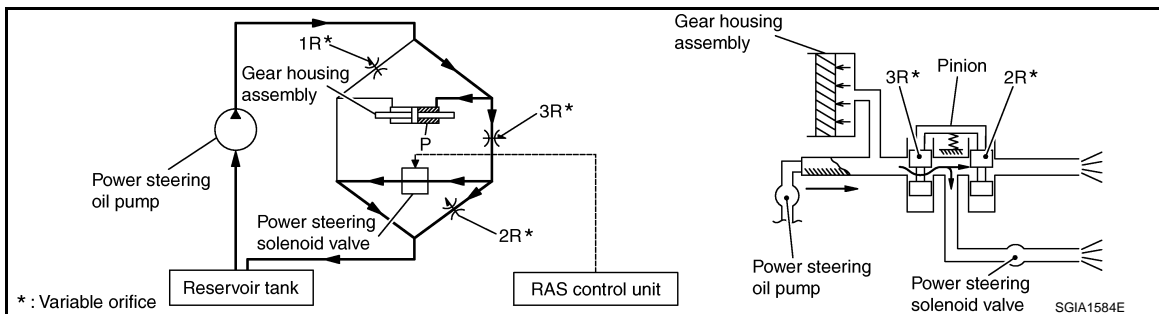 1R*
Gear housing
assembly
3R*
P
Power steering
oil pump
Power steering
solenoid valve
2R*
Reservoir tank
RAS control unit
* : Variable orifice
Gear housing
assembly
Pinion
3R*
2R*
Power steering
oil pump
Power steering
solenoid valve
SGIA1584E